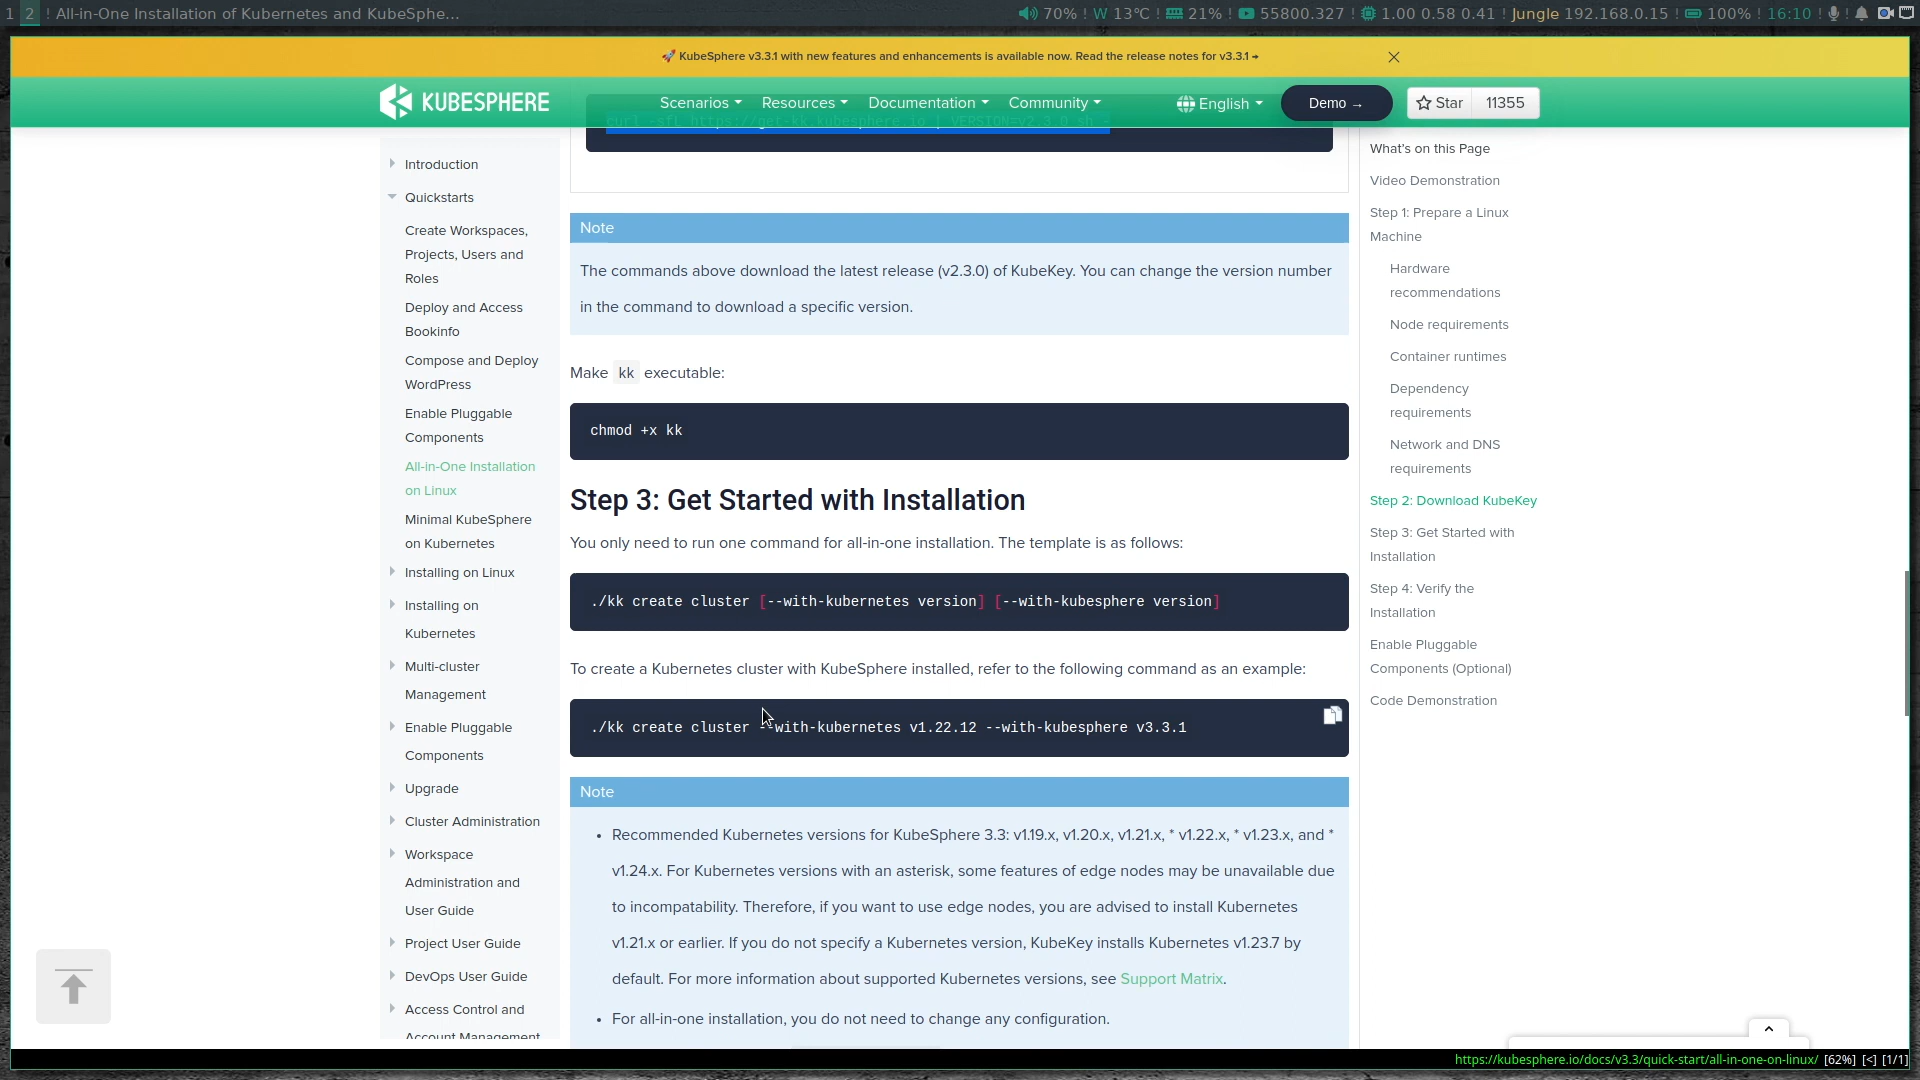 1 2 ! All-in-One Installation of Kubernetes and KubeSphe...
70% ! W 13°C ! 21% ! 55800.327 ! 1.00 0.58 0.41 ! Jungle 192.168.0.15 ! 100% ! 16:10 ! !
🚀 KubeSphere v3.3.1 with new features and enhancements is available now. Read the release notes for v3.3.1 →
KUBESPHERE
Scenarios Resources Documentation Community
English
Demo →
Star 11355
curl -sfL https://get-kk.kubesphere.io | VERSION=v2.3.0 sh -
Introduction
Quickstarts
Create Workspaces,
Projects, Users and
Roles
Deploy and Access
Bookinfo
Compose and Deploy
WordPress
Enable Pluggable
Components
All-in-One Installation
on Linux
Minimal KubeSphere
on Kubernetes
Installing on Linux
Installing on
Kubernetes
Multi-cluster
Management
Enable Pluggable
Components
Upgrade
Cluster Administration
Workspace
Administration and
User Guide
Project User Guide
DevOps User Guide
Access Control and
Account Management
Note
The commands above download the latest release (v2.3.0) of KubeKey. You can change the version number
in the command to download a specific version.
Make kk executable:
chmod +x kk
Step 3: Get Started with Installation
You only need to run one command for all-in-one installation. The template is as follows:
./kk create cluster [--with-kubernetes version] [--with-kubesphere version]
To create a Kubernetes cluster with KubeSphere installed, refer to the following command as an example:
./kk create cluster --with-kubernetes v1.22.12 --with-kubesphere v3.3.1
Note
• Recommended Kubernetes versions for KubeSphere 3.3: v1.19.x, v1.20.x, v1.21.x, * v1.22.x, * v1.23.x, and *
v1.24.x. For Kubernetes versions with an asterisk, some features of edge nodes may be unavailable due
to incompatability. Therefore, if you want to use edge nodes, you are advised to install Kubernetes
v1.21.x or earlier. If you do not specify a Kubernetes version, KubeKey installs Kubernetes v1.23.7 by
default. For more information about supported Kubernetes versions, see Support Matrix.
• For all-in-one installation, you do not need to change any configuration.
What's on this Page
Video Demonstration
Step 1: Prepare a Linux
Machine
Hardware
recommendations
Node requirements
Container runtimes
Dependency
requirements
Network and DNS
requirements
Step 2: Download KubeKey
Step 3: Get Started with
Installation
Step 4: Verify the
Installation
Enable Pluggable
Components (Optional)
Code Demonstration
https://kubesphere.io/docs/v3.3/quick-start/all-in-one-on-linux/ [62%] [<] [1/1]